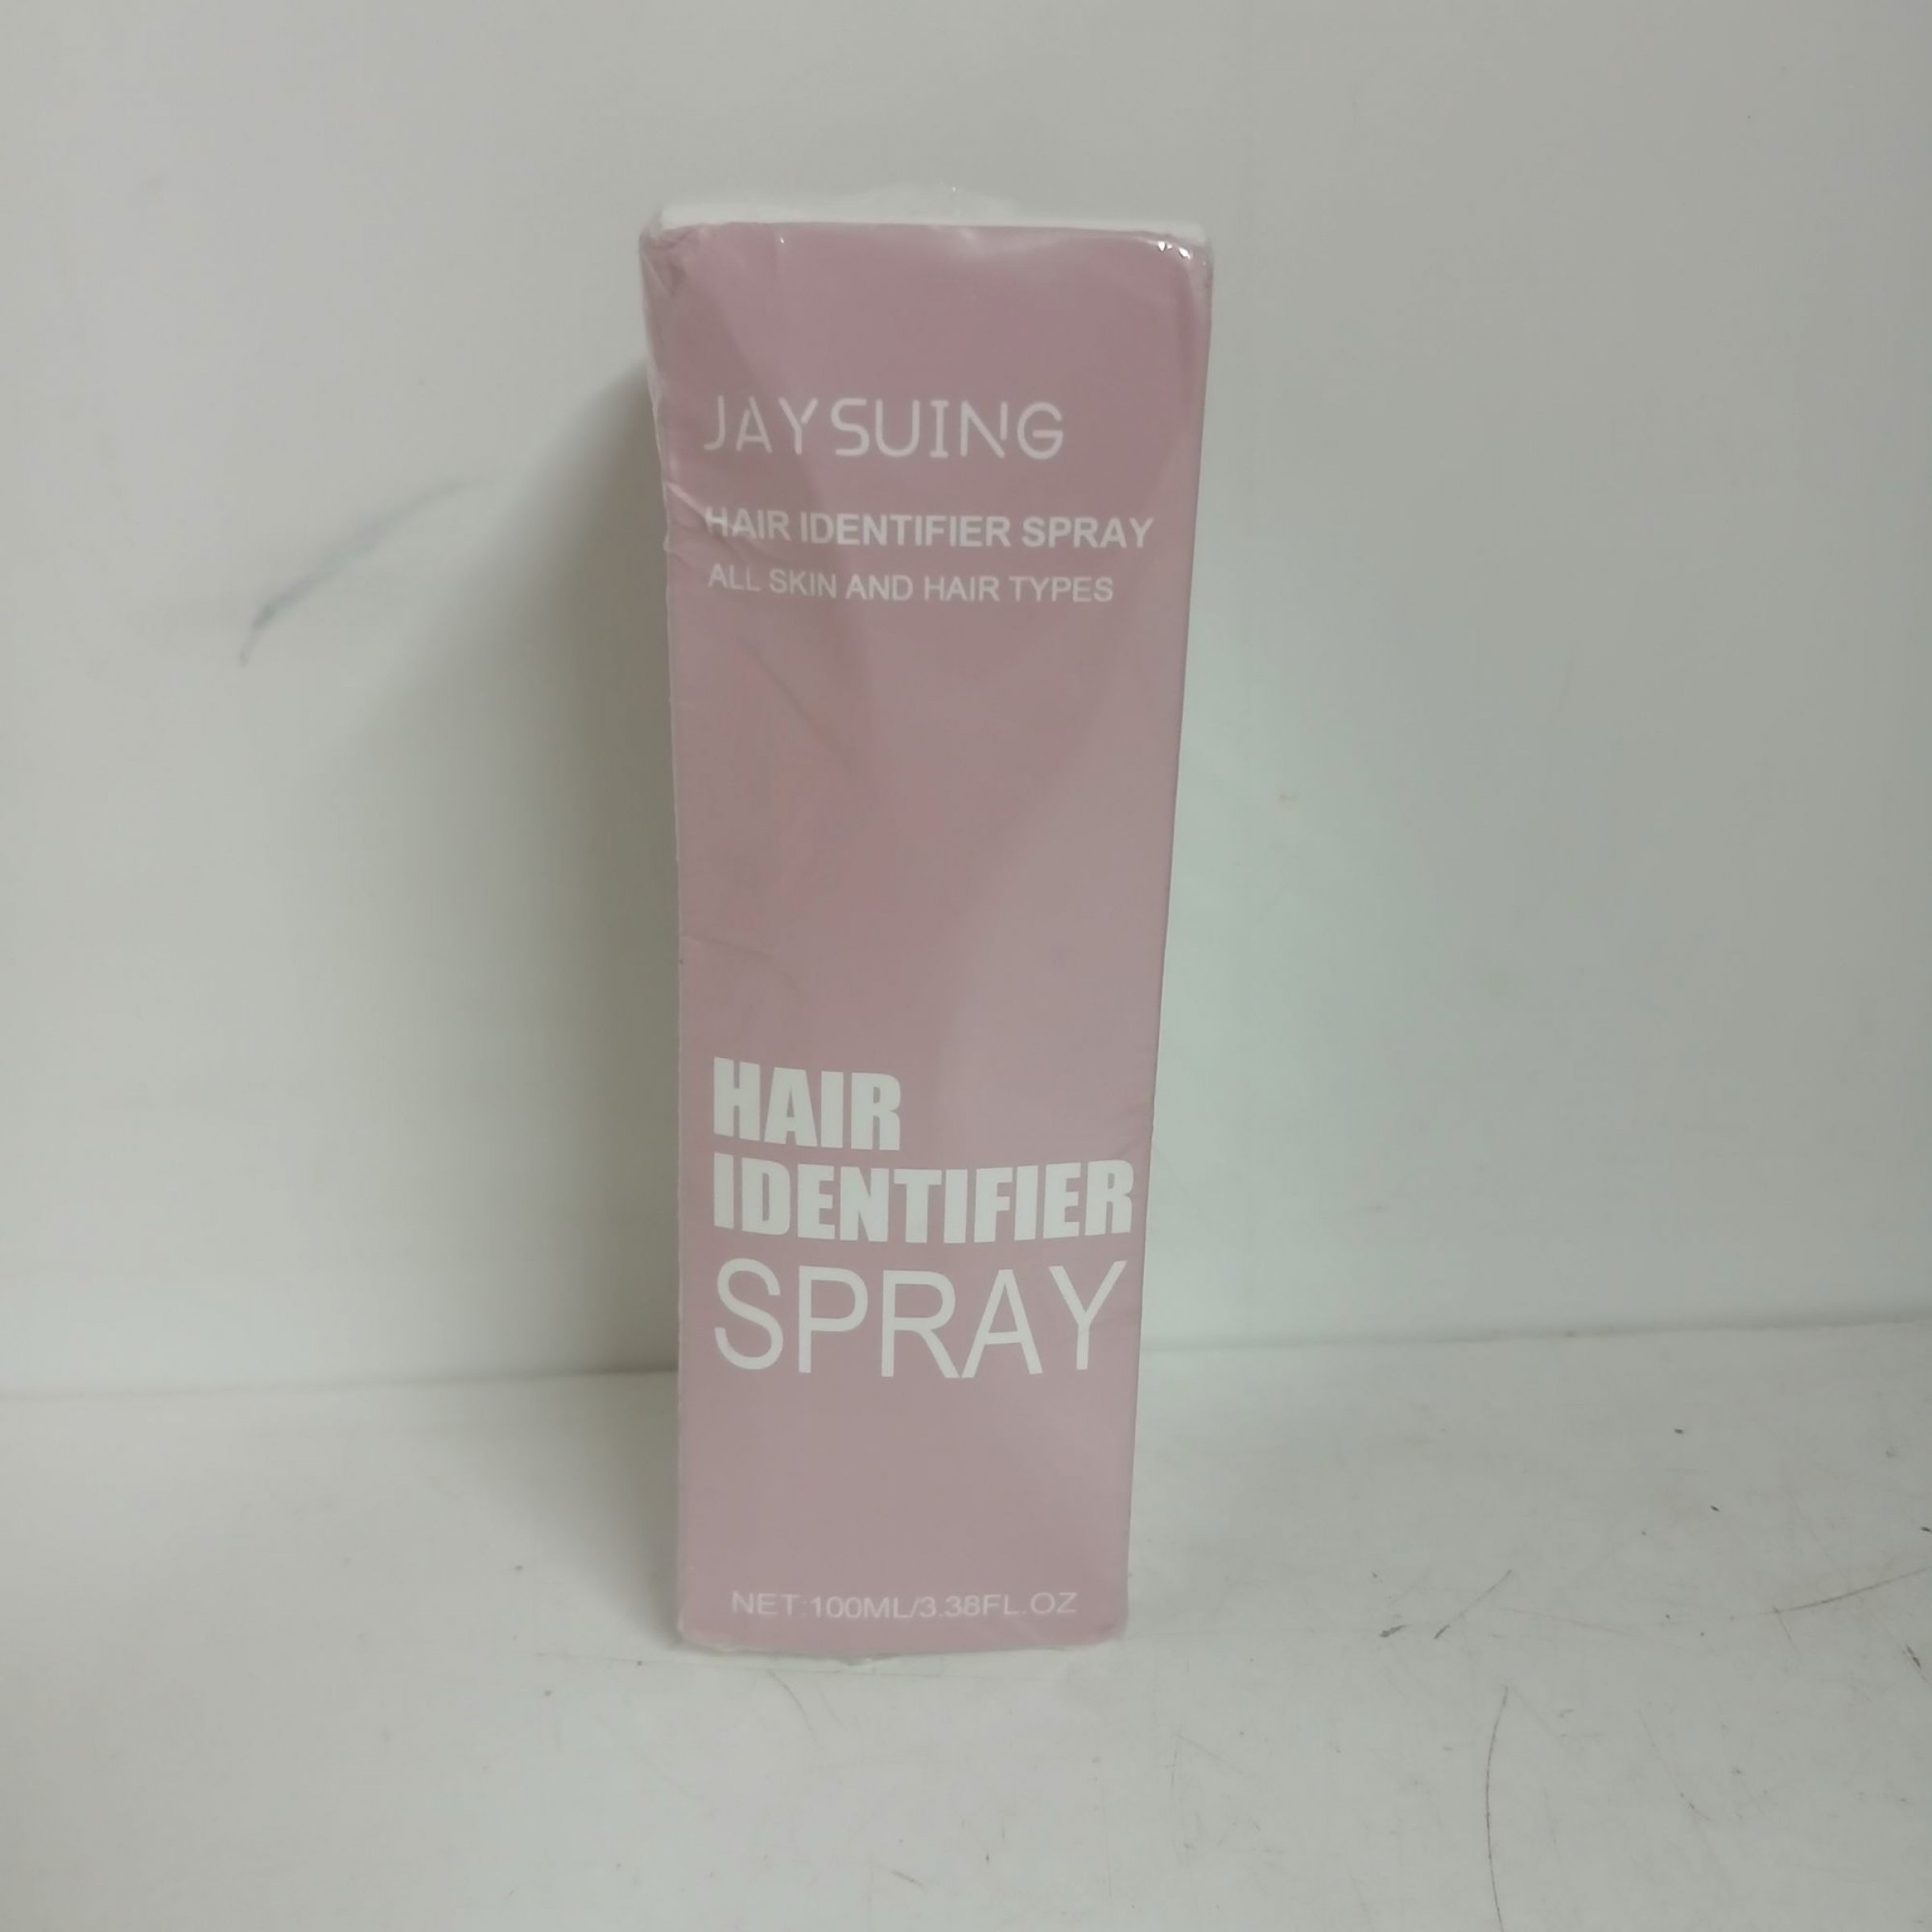 JAYSUING
HAIR IDENTIFIER SPRAY
ALL SKIN AND HAIR TYPES
HAIR
IDENTIFIER
SPRAY
NET:100ML/3.38FL.OZ